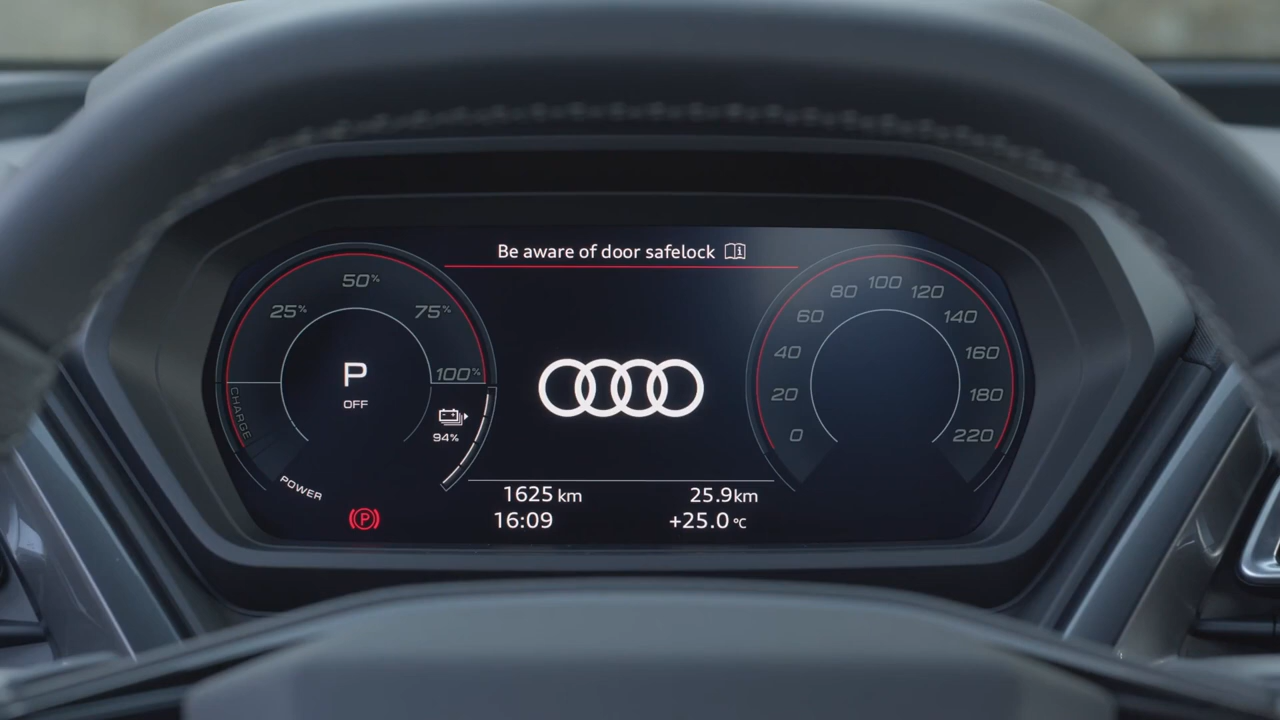 Be aware of door safelock
50%
25% 75%
100%
P
OFF
94%
CHARGE
POWER
P
100
80 120
60 140
40 160
20 180
0 220
1625 km 25.9km
16:09 +25.0 °C